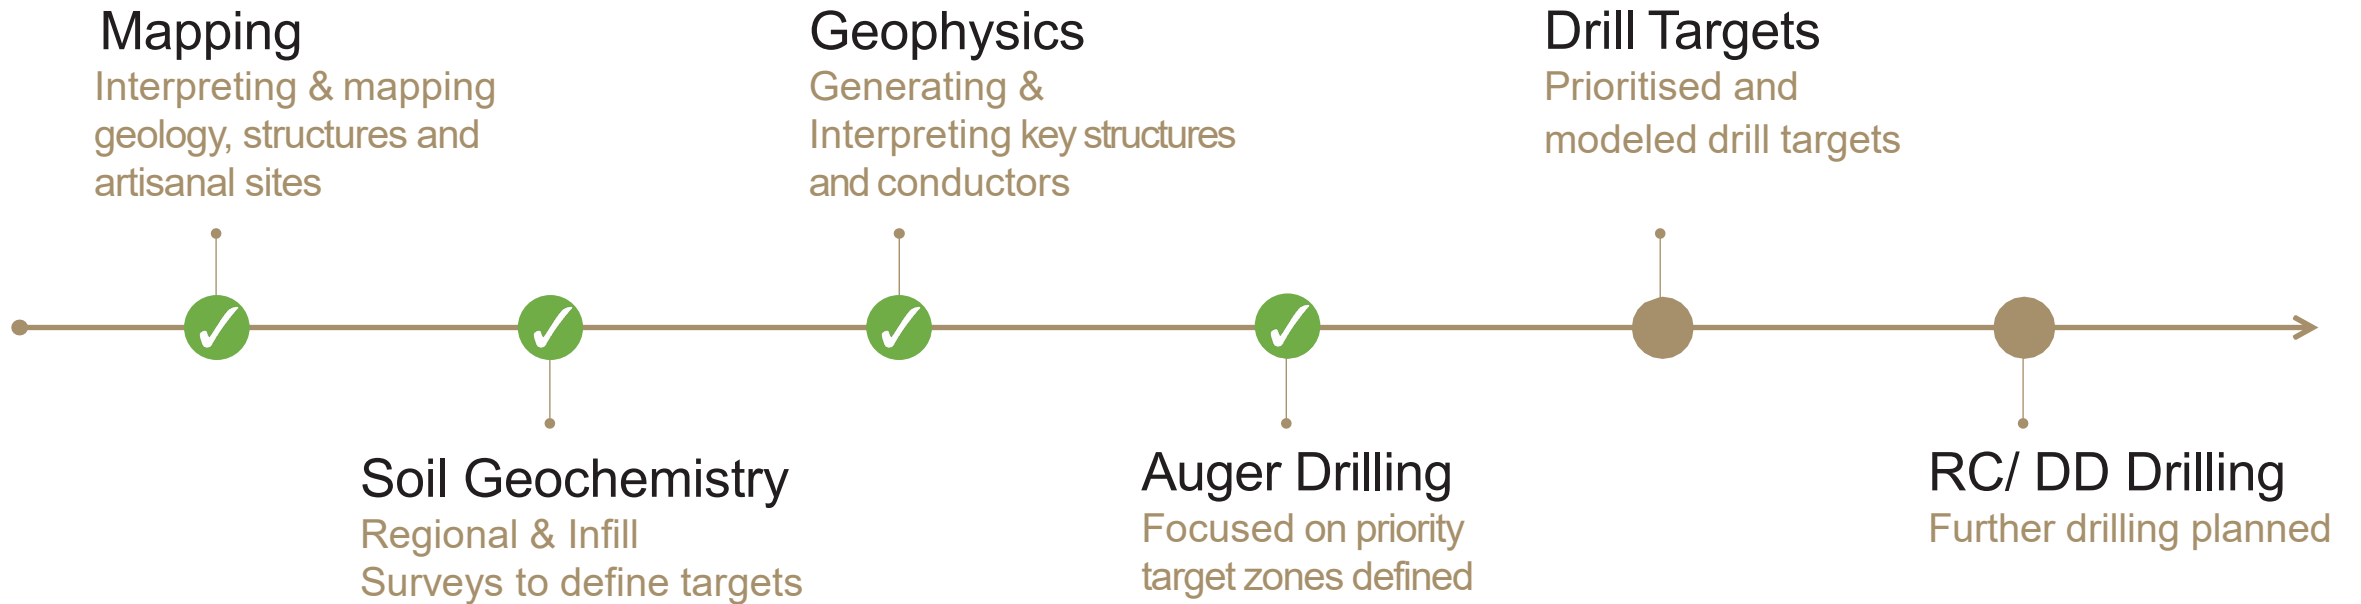 Mapping
Interpreting & mapping
geology, structures and
artisanal sites
Geophysics
Generating &
Interpreting key structures
and conductors
Drill Targets
Prioritised and
modeled drill targets
Soil Geochemistry
Regional & Infill
Surveys to define targets
Auger Drilling
Focused on priority
target zones defined
RC/ DD Drilling
Further drilling planned